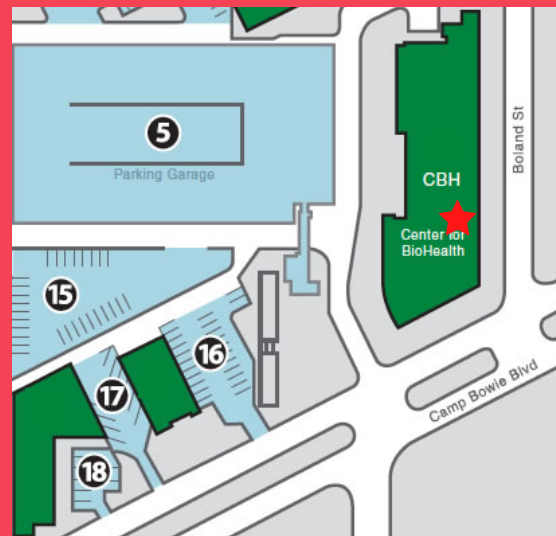 5
Parking Garage
CBH
Center for
BioHealth
Boland St
15
16
17
18
Camp Bowie Blvd